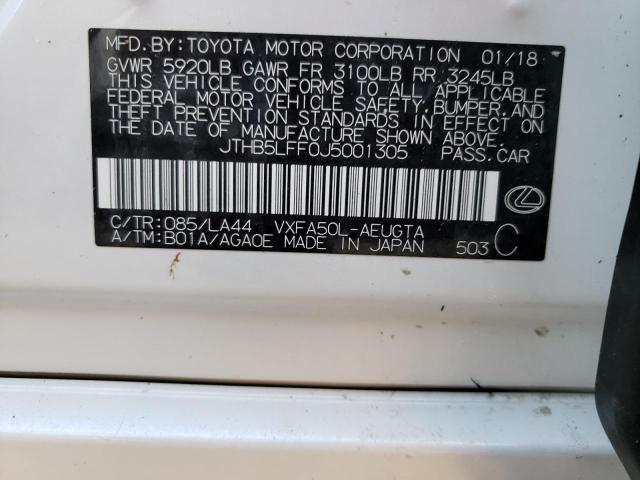 MFD.BY:TOYOTA MOTOR CORPORATION 01/18
GVWR 5920LB GAWR FR 3100LB RR 3245LB
THIS VEHICLE CONFORMS TO ALL APPLICABLE
FEDERAL MOTOR VEHICLE SAFETY,BUMPER,AND
THEFT PREVENTION STANDARDS IN EFFECT ON
THE DATE OF MANUFACTURE SHOWN ABOVE.
JTHB5LFF0J5001305 PASS.CAR
C/TR:085/LA44 VXFA50L-AEUGTA
A/TM:B01A/AGA0E MADE IN JAPAN 503 C